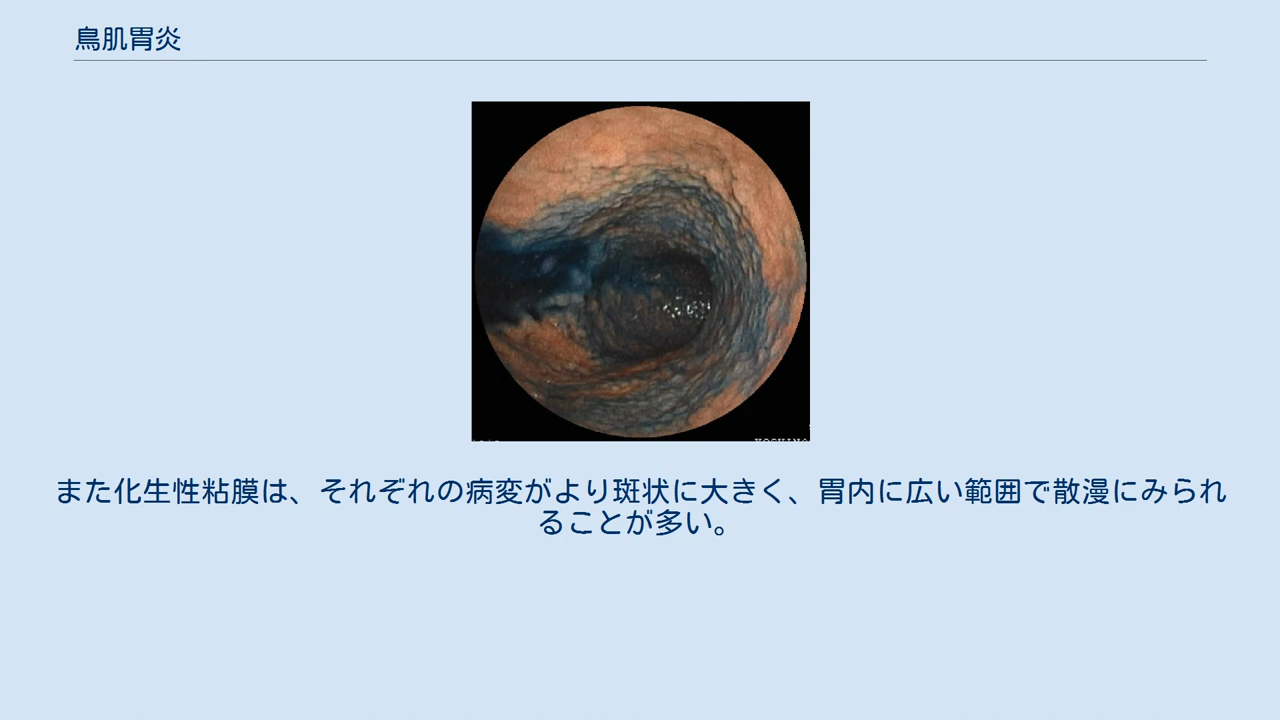 鳥肌胃炎
また化生性粘膜は、それぞれの病変がより斑状に大きく、胃内に広い範囲で散漫にみられ
ることが多い。